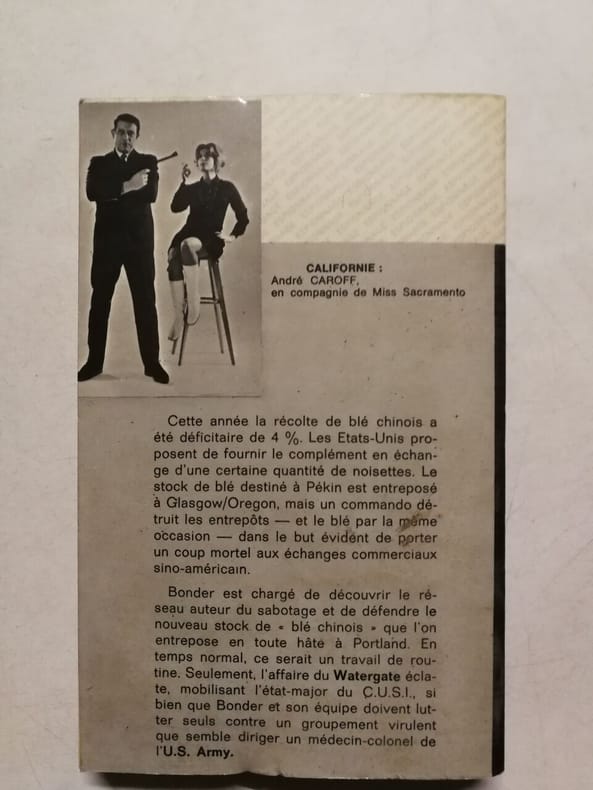 CALIFORNIE :
André CAROFF,
en compagnie de Miss Sacramento
Cette année la récolte de blé chinois a
été déficitaire de 4 %. Les Etats-Unis pro-
posent de fournir le complément en échan-
ge d'une certaine quantité de noisettes. Le
stock de blé destiné à Pékin est entreposé
à Glasgow/Oregon, mais un commando dé-
truit les entrepôts — et le blé par la même
occasion — dans le but évident de porter
un coup mortel aux échanges commerciaux
sino-américain.
Bonder est chargé de découvrir le ré-
seau auteur du sabotage et de défendre le
nouveau stock de « blé chinois » que l'on
entrepose en toute hâte à Portland. En
temps normal, ce serait un travail de rou-
tine. Seulement, l'affaire du Watergate écla-
te, mobilisant l'état-major du C.U.S.I., si
bien que Bonder et son équipe doivent lut-
ter seuls contre un groupement virulent
que semble diriger un médecin-colonel de
l'U.S. Army.